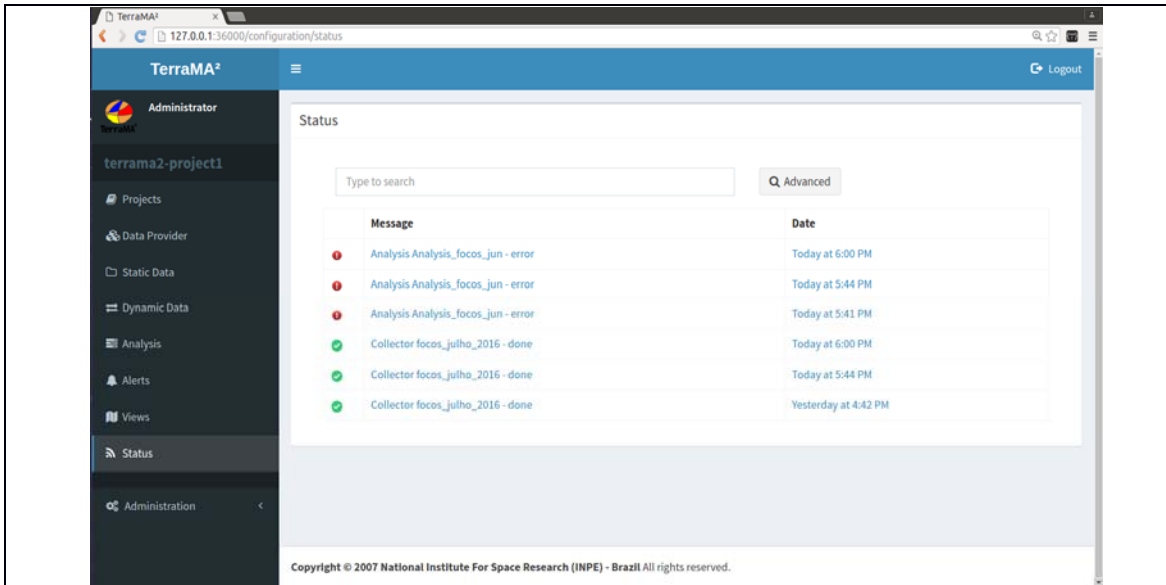 TerraMA²
127.0.0.1:36000/configuration/status
TerraMA²
Logout
Administrator
TerraMA²
terrama2-project1
Projects
Data Provider
Static Data
Dynamic Data
Analysis
Alerts
Views
Status
Administration
Status
Type to search
Advanced
Message Date
Analysis Analysis_focos_jun - error Today at 6:00 PM
Analysis Analysis_focos_jun - error Today at 5:44 PM
Analysis Analysis_focos_jun - error Today at 5:41 PM
Collector focos_julho_2016 - done Today at 6:00 PM
Collector focos_julho_2016 - done Today at 5:44 PM
Collector focos_julho_2016 - done Yesterday at 4:42 PM
Copyright © 2007 National Institute For Space Research (INPE) - Brazil All rights reserved.